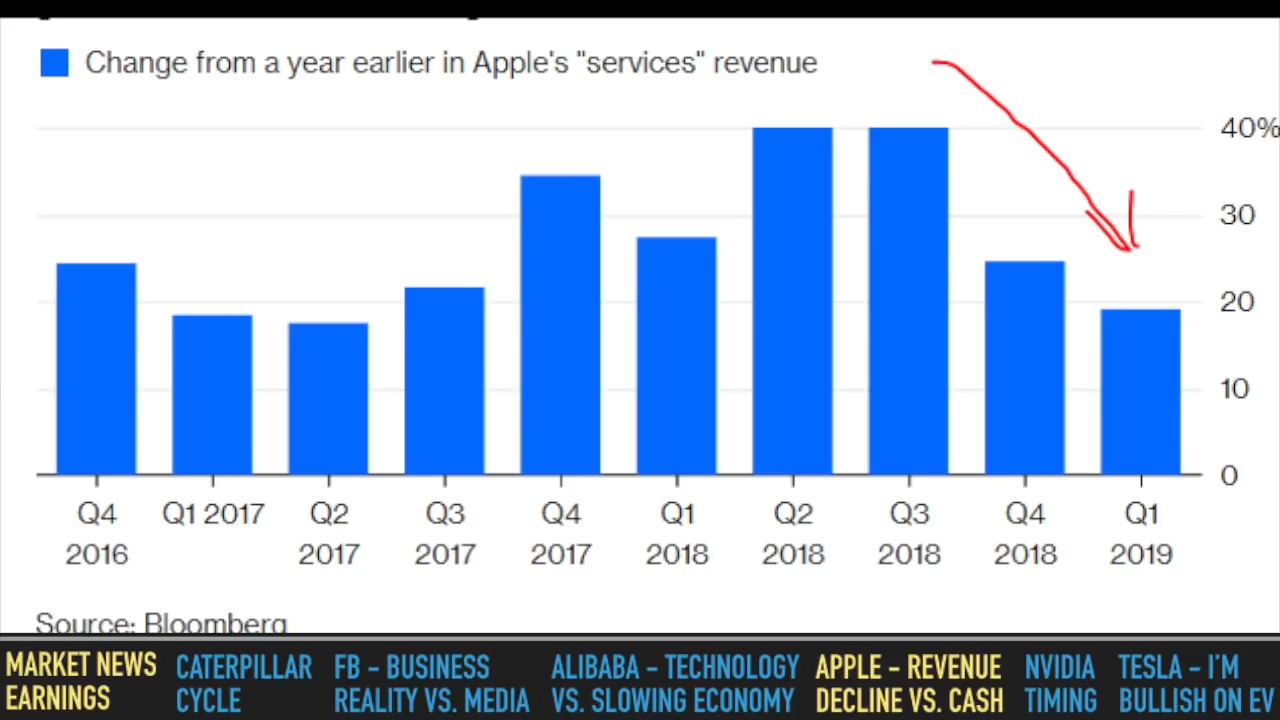 Change from a year earlier in Apple's "services" revenue
40%
30
20
10
0
Q4 Q1 2017 Q2 Q3 Q4 Q1 Q2 Q3 Q4 Q1
2016 2017 2017 2017 2018 2018 2018 2018 2019
Source: Bloomberg
MARKET NEWS CATERPILLAR FB – BUSINESS ALIBABA – TECHNOLOGY APPLE – REVENUE NVIDIA TESLA – I'M
EARNINGS CYCLE REALITY VS. MEDIA VS. SLOWING ECONOMY DECLINE VS. CASH TIMING BULLISH ON EV